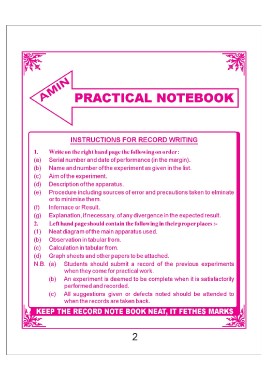 AMIN
PRACTICAL NOTEBOOK
INSTRUCTIONS FOR RECORD WRITING
1. Write on the right hand page the following on order :
(a) Serial number and date of performance (in the margin).
(b) Name and number of the experiment as given in the list.
(c) Aim of the experiment.
(d) Description of the apparatus.
(e) Procedure including sources of error and precautions taken to elminate
or to minimise them.
(f) Infernace or Result.
(g) Explanation, if necessary, of any divergence in the expected result.
2. Left hand page should contain the following in their proper places :-
(1) Neat diagram of the main apparatus used.
(b) Observation in tabular from.
(c) Calculation in tabular from.
(d) Graph sheets and other papers to be attached.
N.B. (a) Students should submit a record of the previous experiments
when they come for practical work.
(b) An experiment is deemed to be complete when it is satisfactorily
performed and recorded.
(c) All suggestions given or defects noted should be attended to
when the records are taken back.
KEEP THE RECORD NOTE BOOK NEAT, IT FETHES MARKS
2